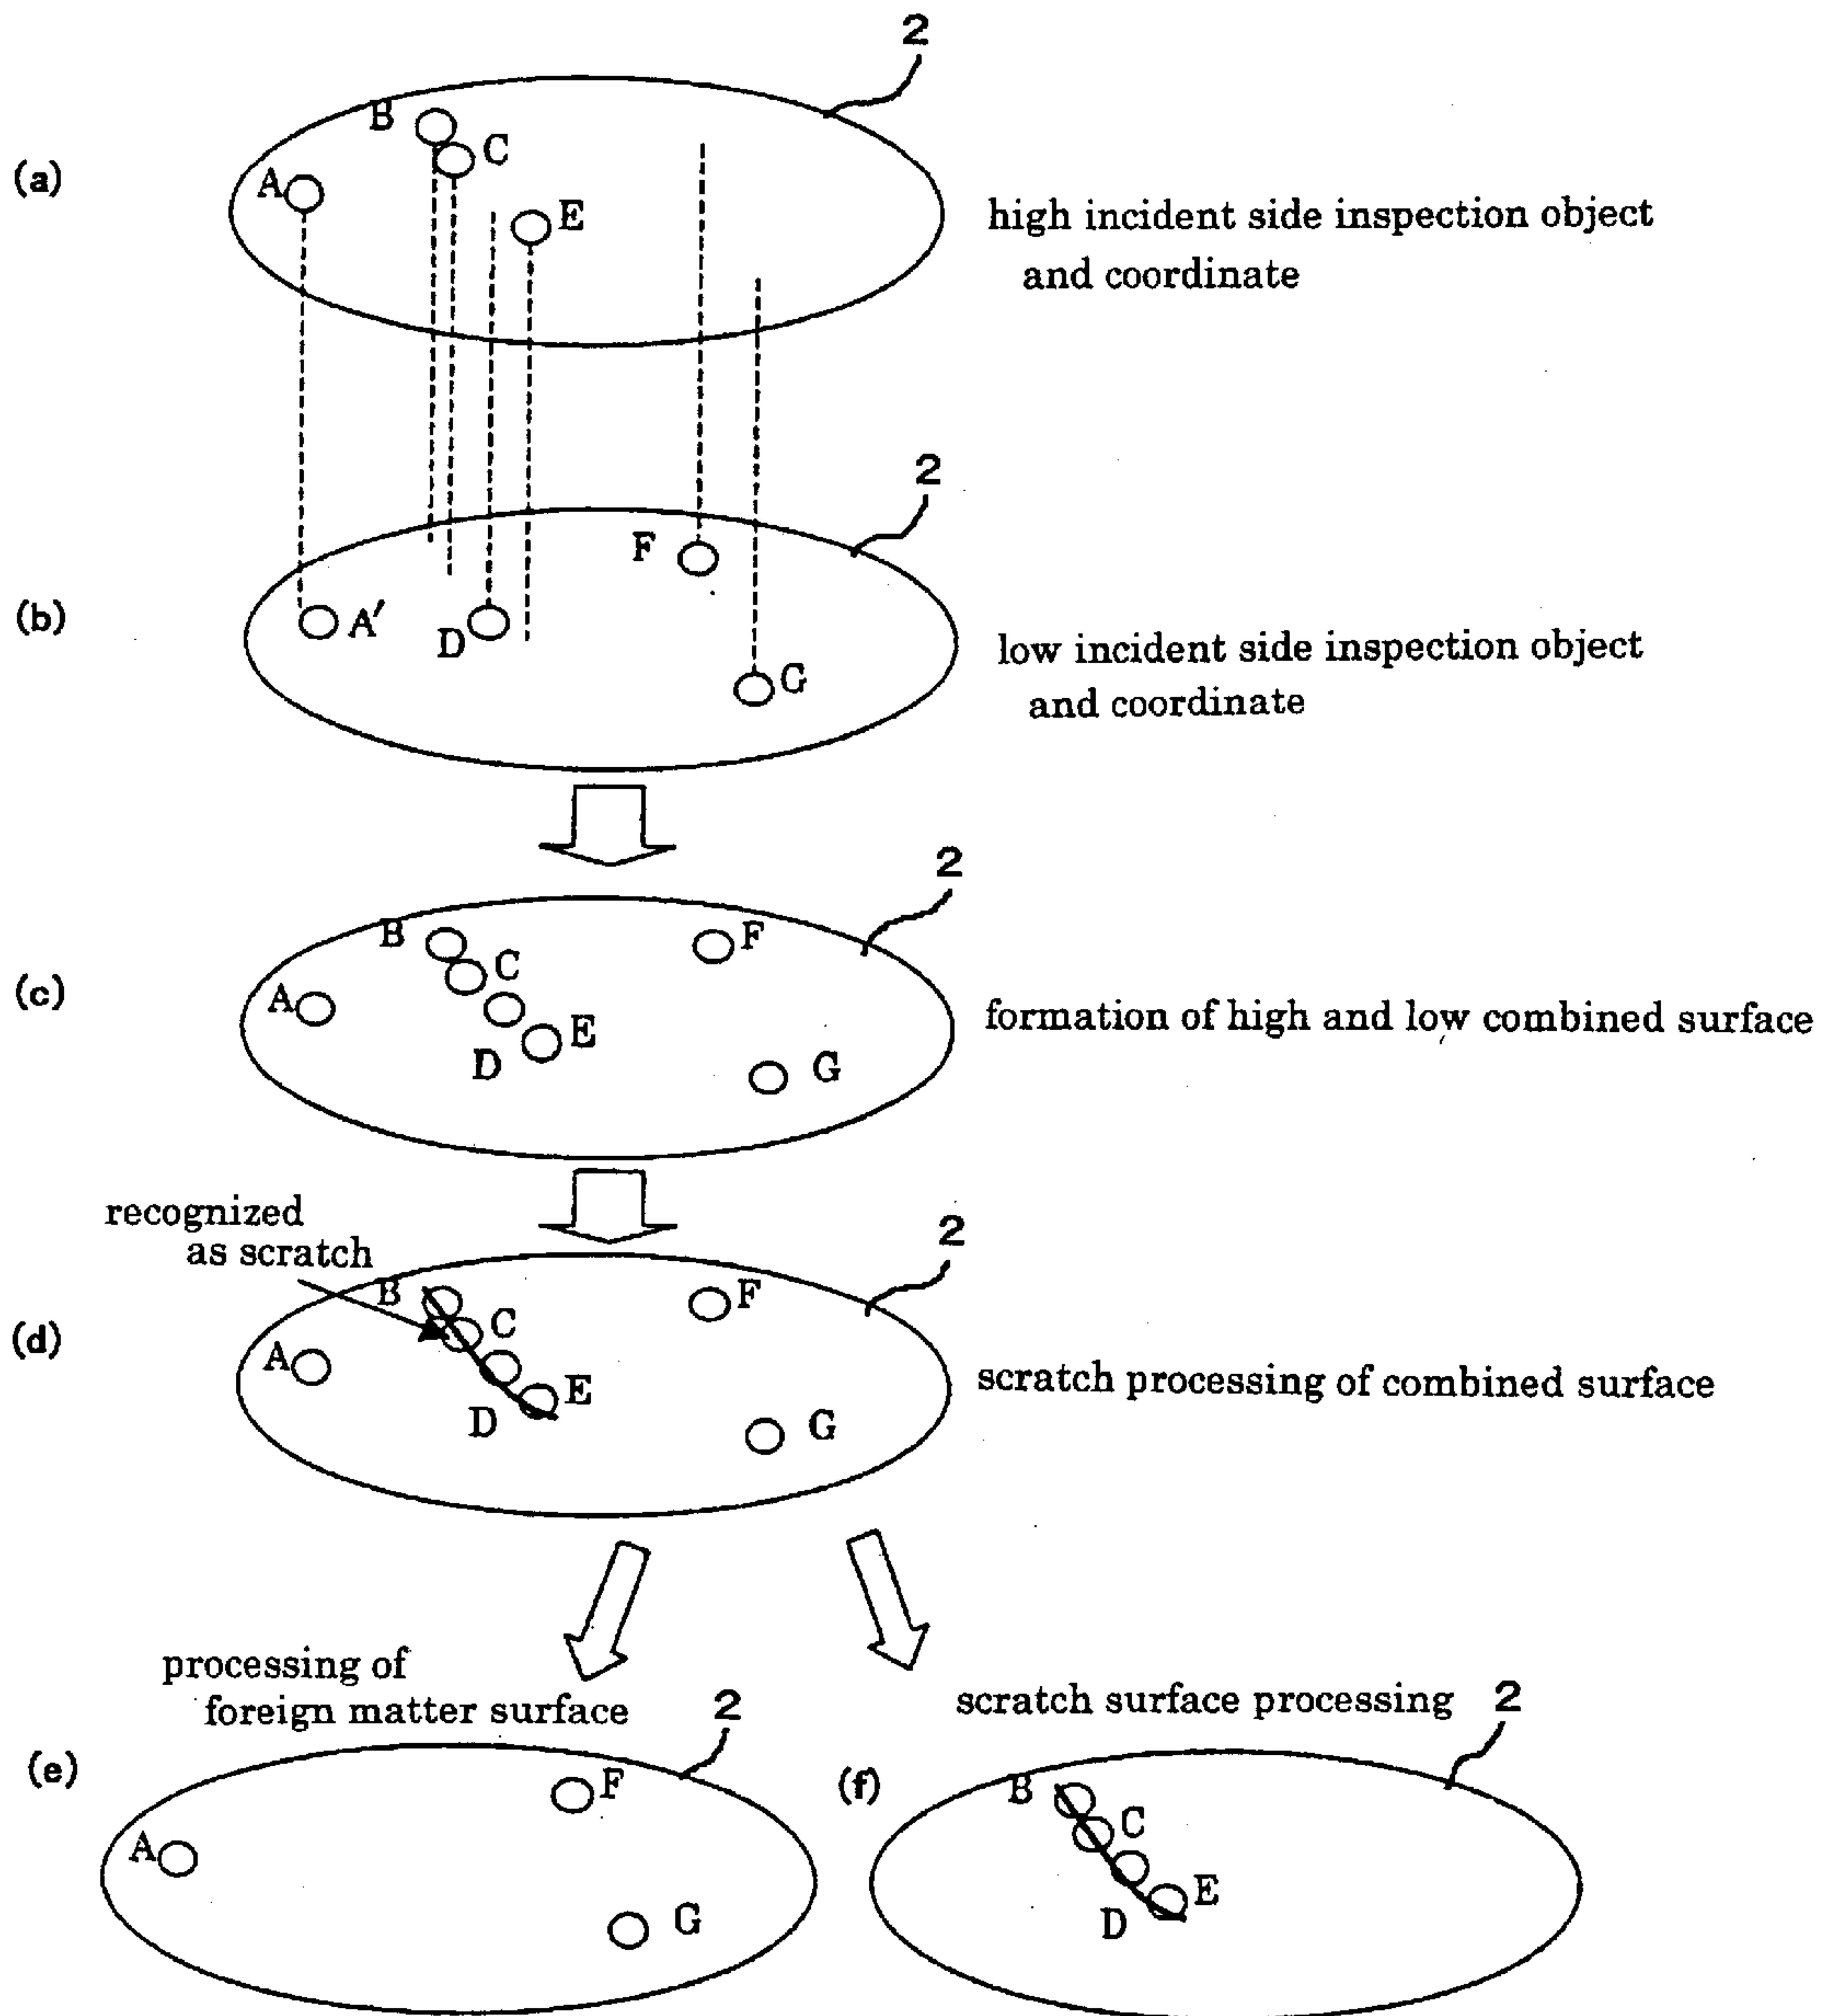 2
(a)
B
C
A
E
high incident side inspection object
and coordinate
2
(b)
F
A'
D
G
low incident side inspection object
and coordinate
2
(c)
B
C
F
A
E
D
G
formation of high and low combined surface
recognized
as scratch
2
(d)
B
C
F
A
E
D
G
scratch processing of combined surface
processing of
foreign matter surface
2
(e)
F
A
G
scratch surface processing
2
(f)
B
C
E
D